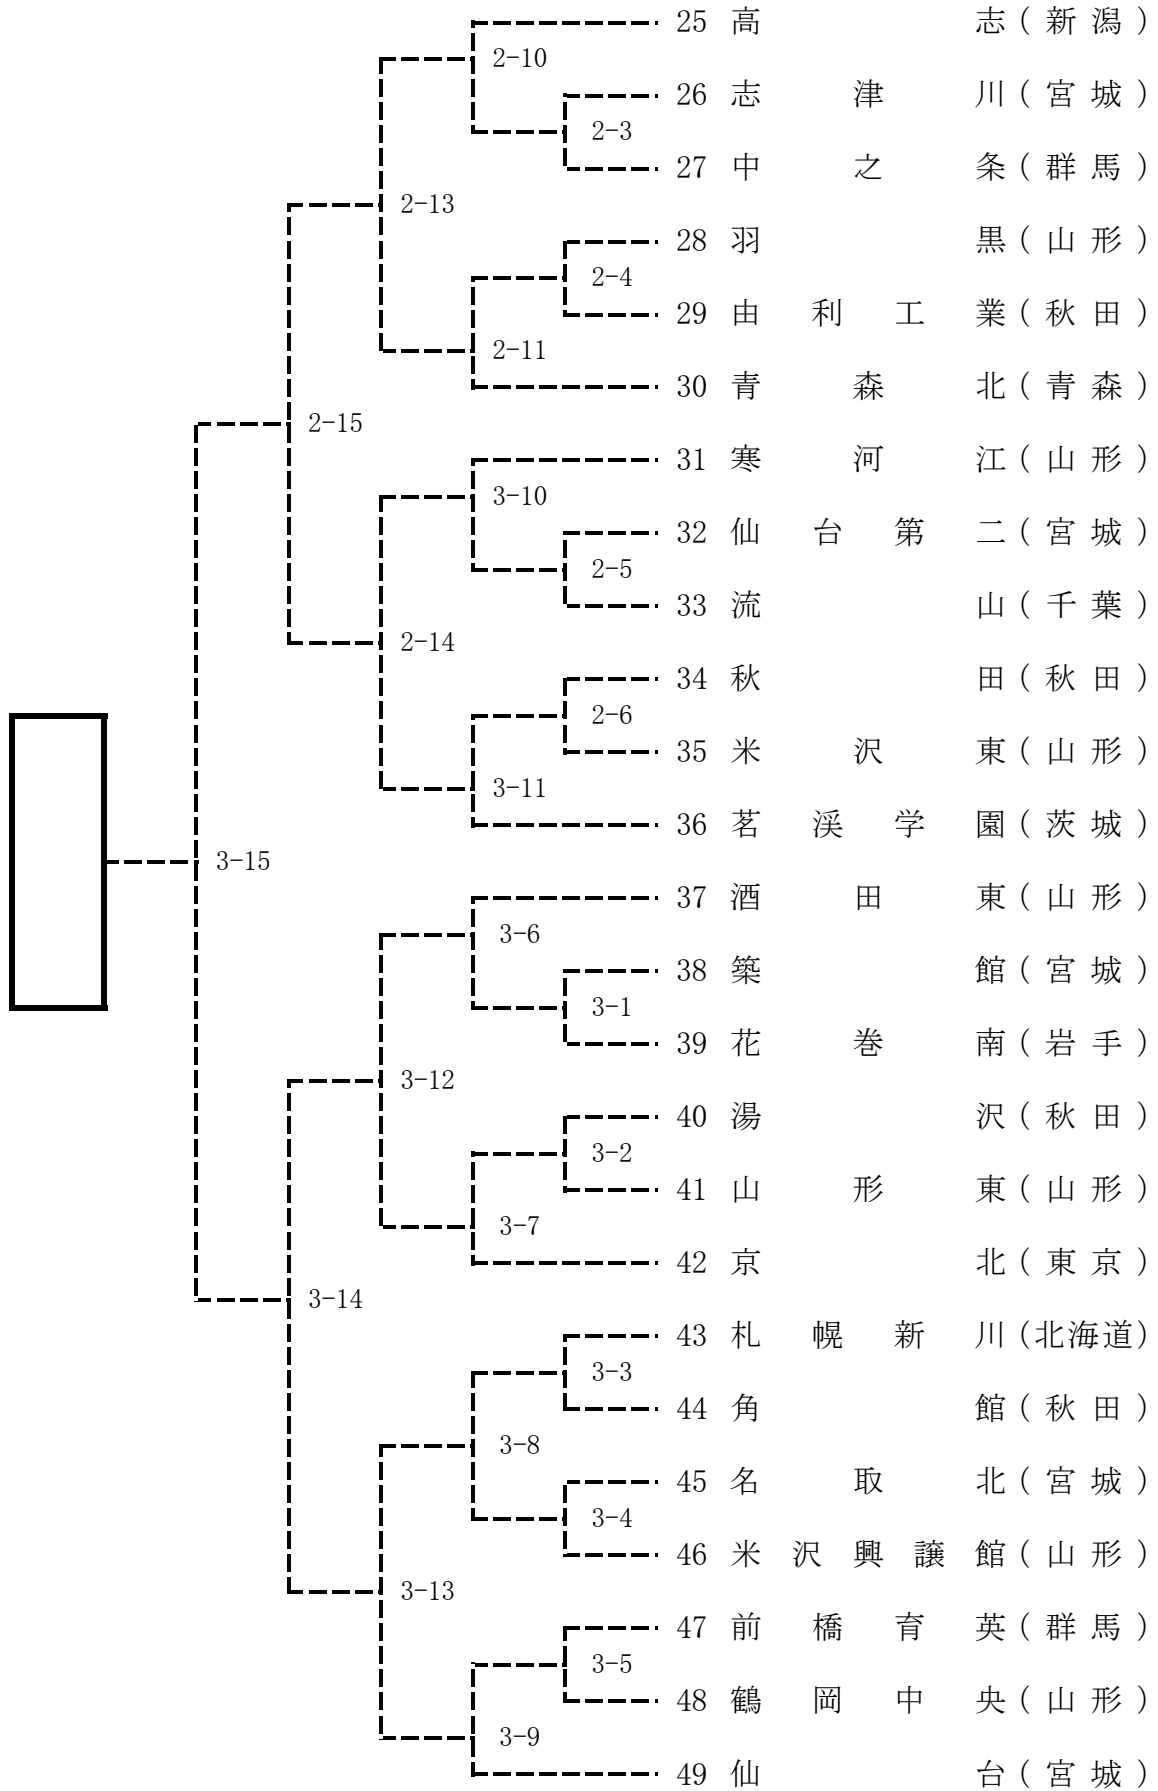 25 高志(新潟)
2-10
26 志津川(宮城)
2-3
27 中之条(群馬)
2-13
28 羽黒(山形)
2-4
29 由利工業(秋田)
2-11
30 青森北(青森)
2-15
31 寒河江(山形)
3-10
32 仙台第二(宮城)
2-5
33 流山(千葉)
2-14
34 秋田(秋田)
2-6
35 米沢東(山形)
3-11
36 茗溪学園(茨城)
3-15
37 酒田東(山形)
3-6
38 築館(宮城)
3-1
39 花巻南(岩手)
3-12
40 湯沢(秋田)
3-2
41 山形東(山形)
3-7
42 京北(東京)
3-14
43 札幌新川(北海道)
3-3
44 角館(秋田)
3-8
45 名取北(宮城)
3-4
46 米沢興譲館(山形)
3-13
47 前橋育英(群馬)
3-5
48 鶴岡中央(山形)
3-9
49 仙台(宮城)